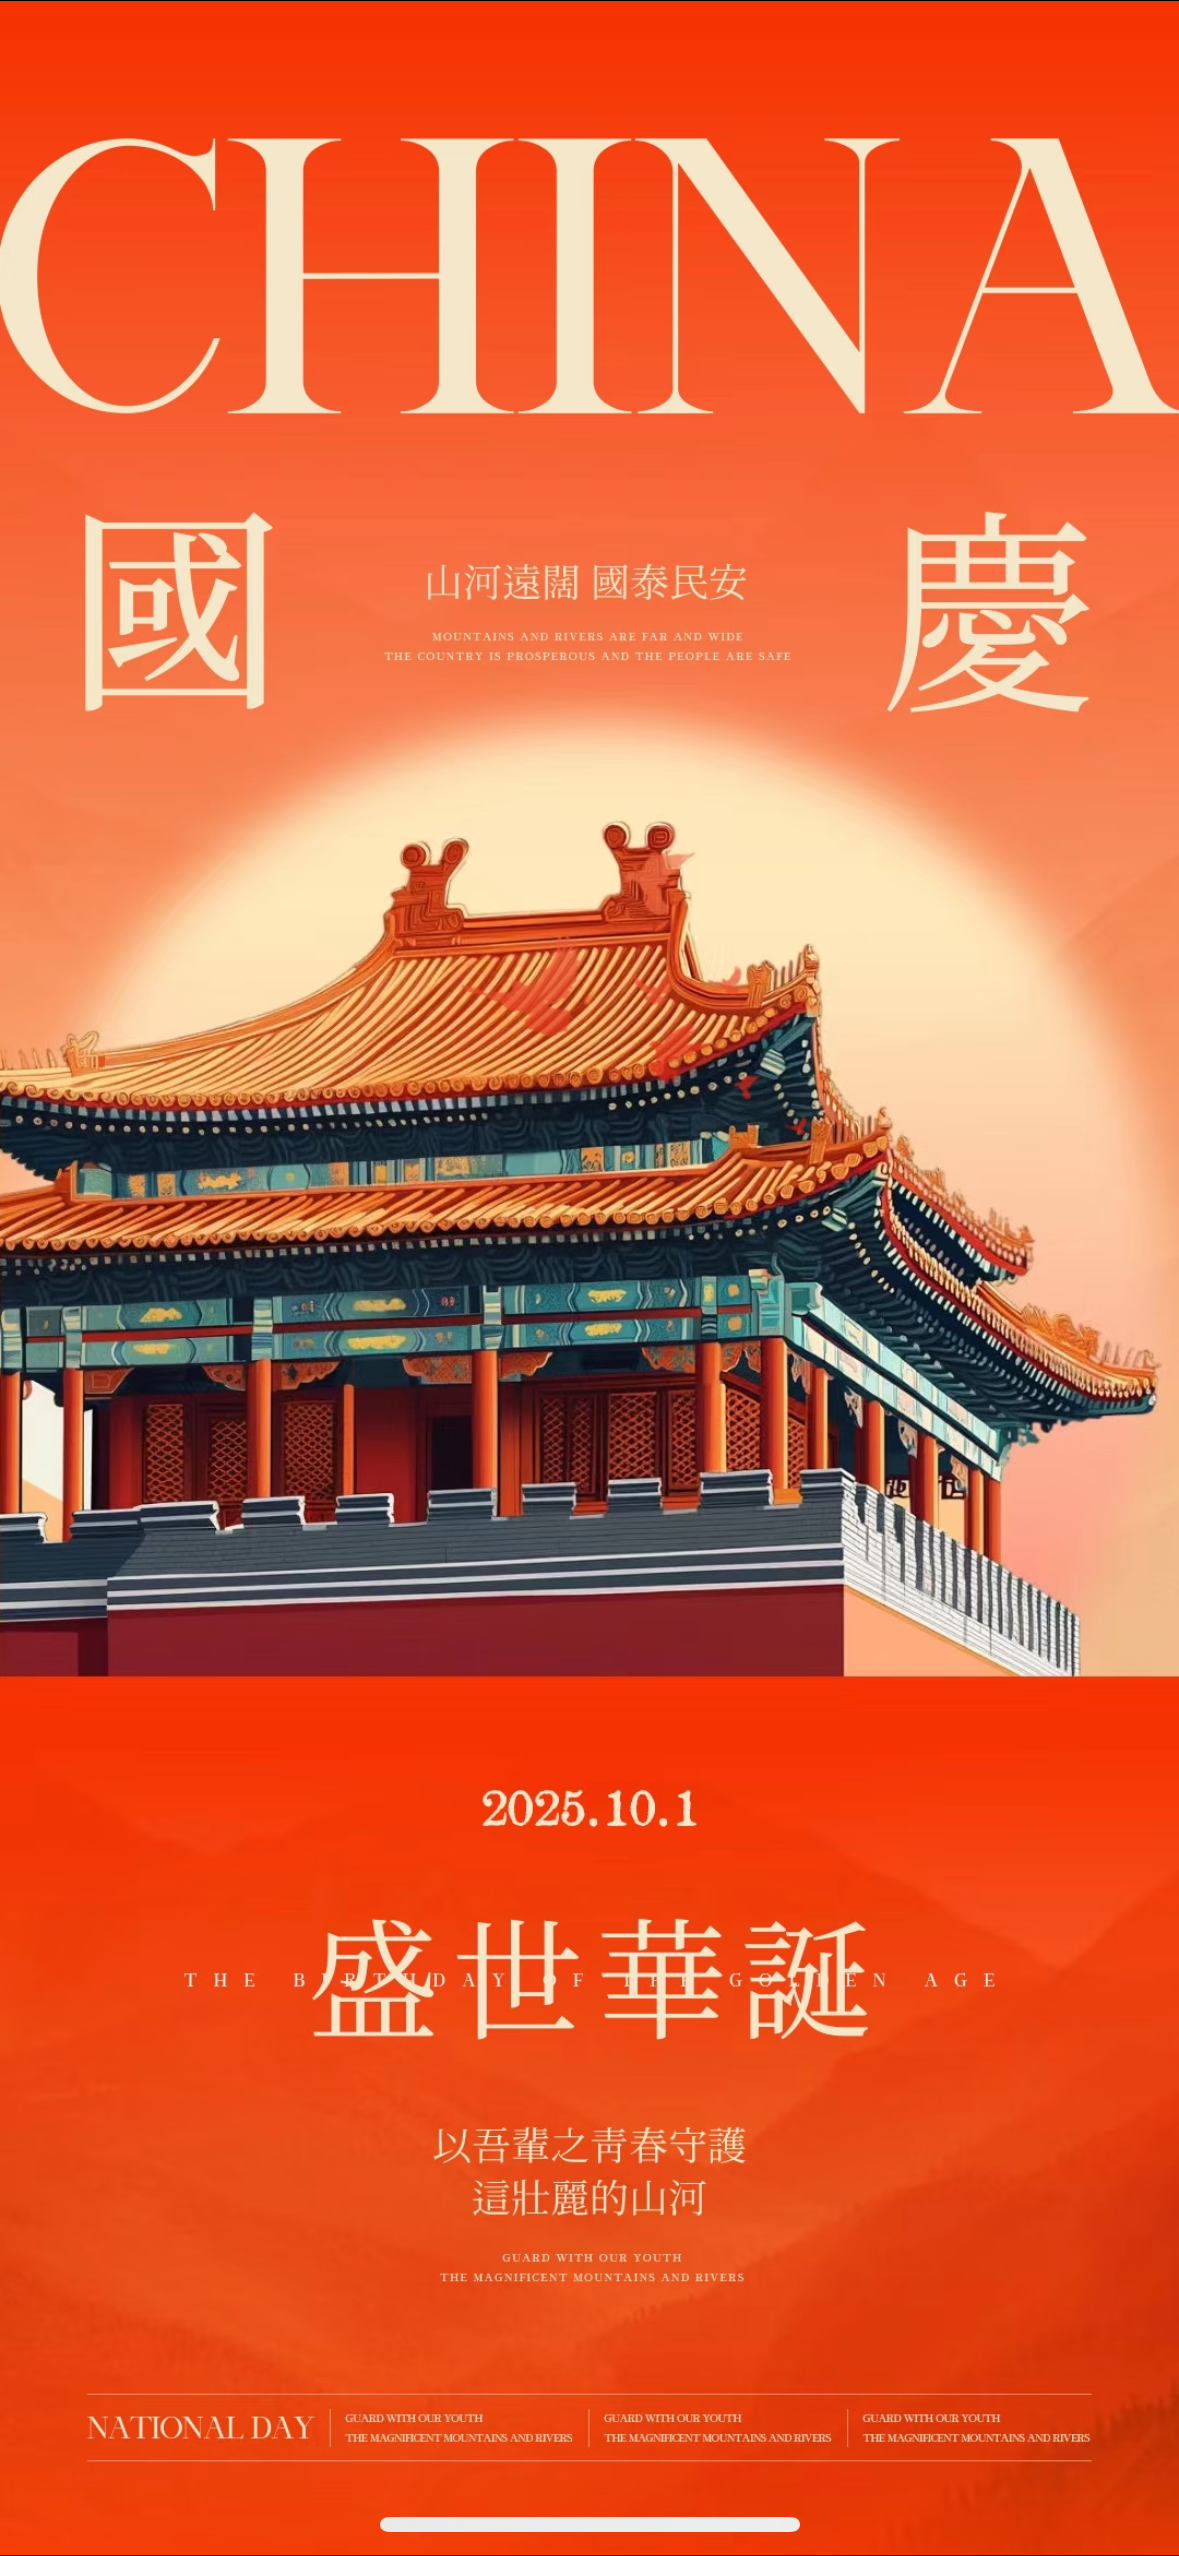 CHINA
國 慶
山河遠闊 國泰民安
MOUNTAINS AND RIVERS ARE FAR AND WIDE
THE COUNTRY IS PROSPEROUS AND THE PEOPLE ARE SAFE
2025.10.1
盛世華誕
THE BIRTHDAY OF THE GOLDEN AGE
以吾輩之青春守護
這壯麗的山河
GUARD WITH OUR YOUTH
THE MAGNIFICENT MOUNTAINS AND RIVERS
NATIONAL DAY
GUARD WITH OUR YOUTH
THE MAGNIFICENT MOUNTAINS AND RIVERS
GUARD WITH OUR YOUTH
THE MAGNIFICENT MOUNTAINS AND RIVERS
GUARD WITH OUR YOUTH
THE MAGNIFICENT MOUNTAINS AND RIVERS